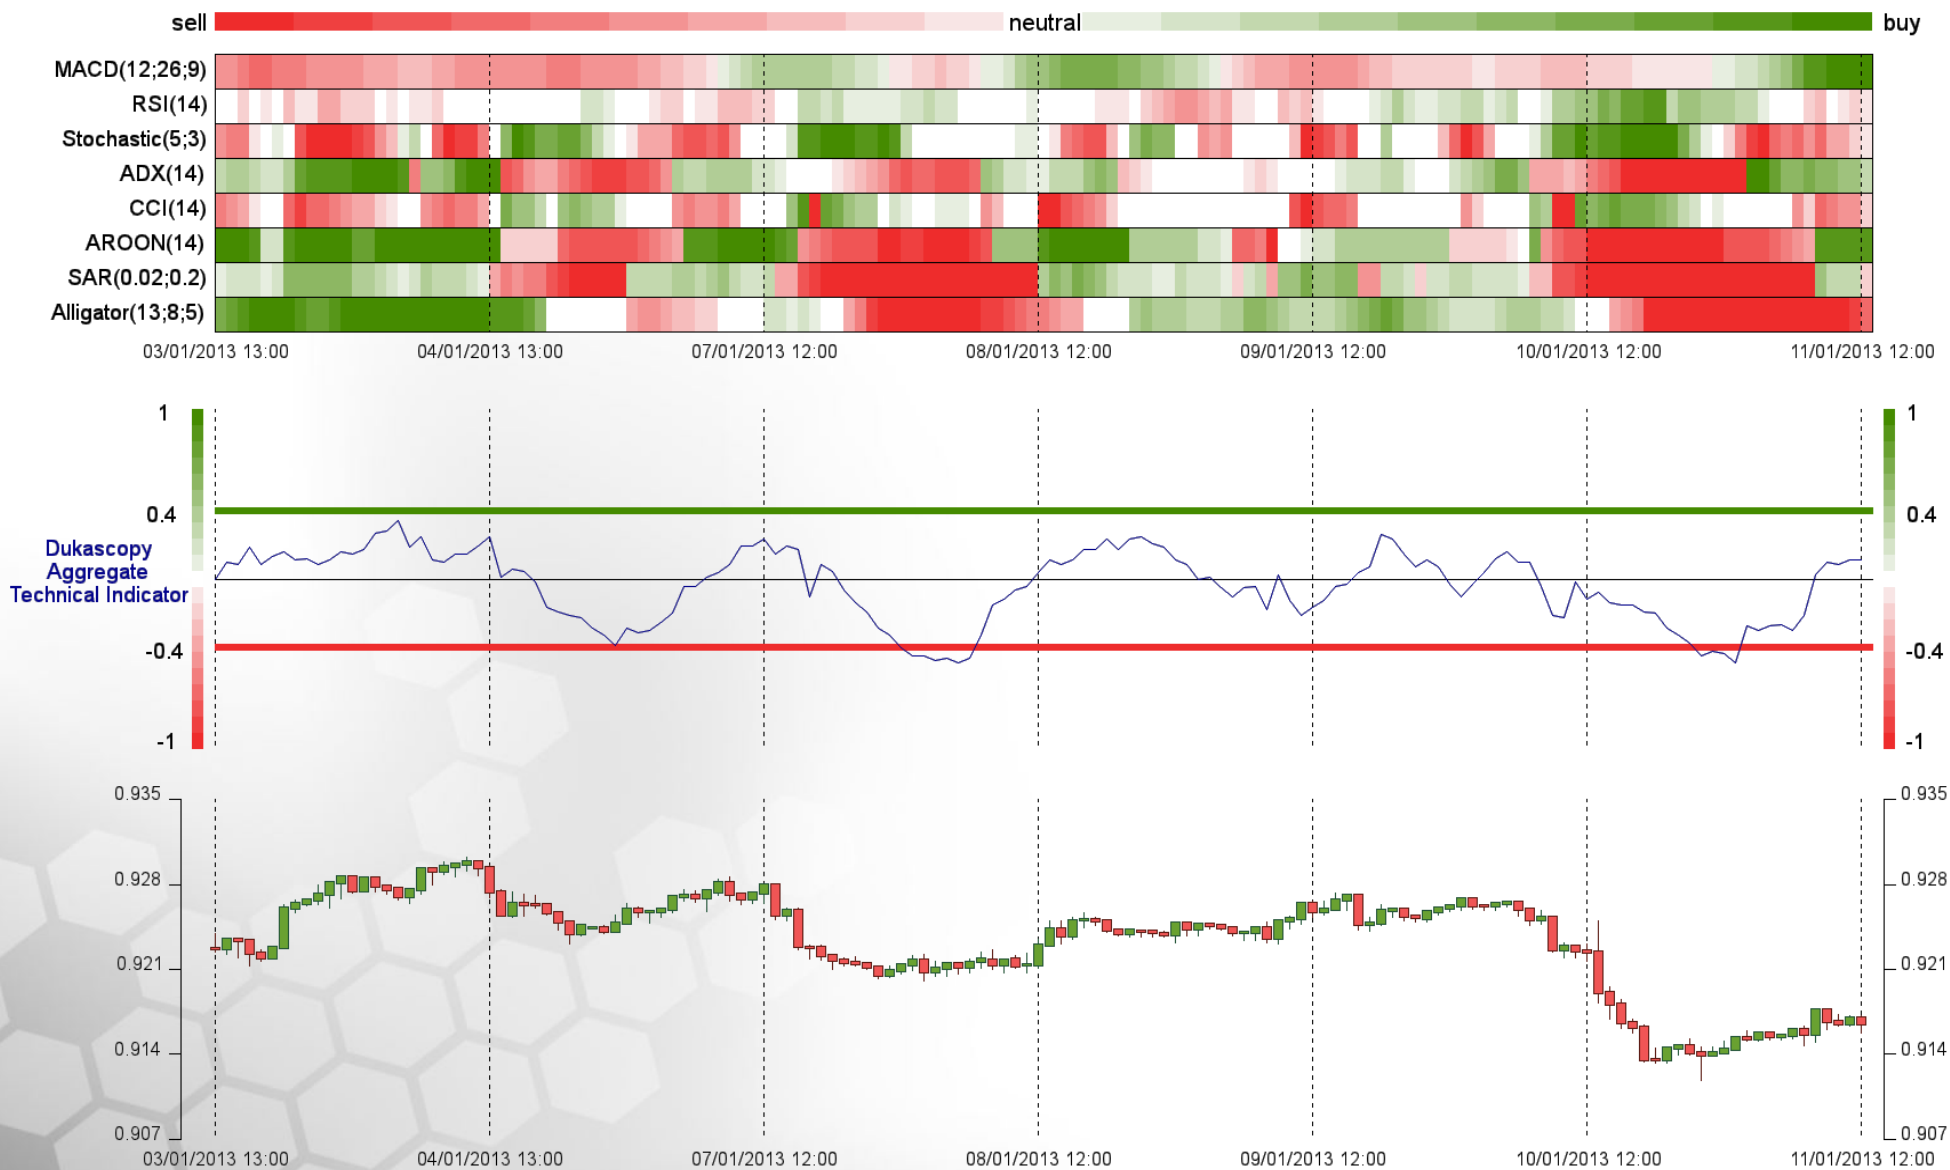 sell neutral buy
MACD(12;26;9)
RSI(14)
Stochastic(5;3)
ADX(14)
CCI(14)
AROON(14)
SAR(0.02;0.2)
Alligator(13;8;5)
03/01/2013 13:00 04/01/2013 13:00 07/01/2013 12:00 08/01/2013 12:00 09/01/2013 12:00 10/01/2013 12:00 11/01/2013 12:00
1 1
0.4 0.4
Dukascopy
Aggregate
Technical Indicator
-0.4 -0.4
-1 -1
0.935 0.935
0.928 0.928
0.921 0.921
0.914 0.914
0.907 0.907
03/01/2013 13:00 04/01/2013 13:00 07/01/2013 12:00 08/01/2013 12:00 09/01/2013 12:00 10/01/2013 12:00 11/01/2013 12:00